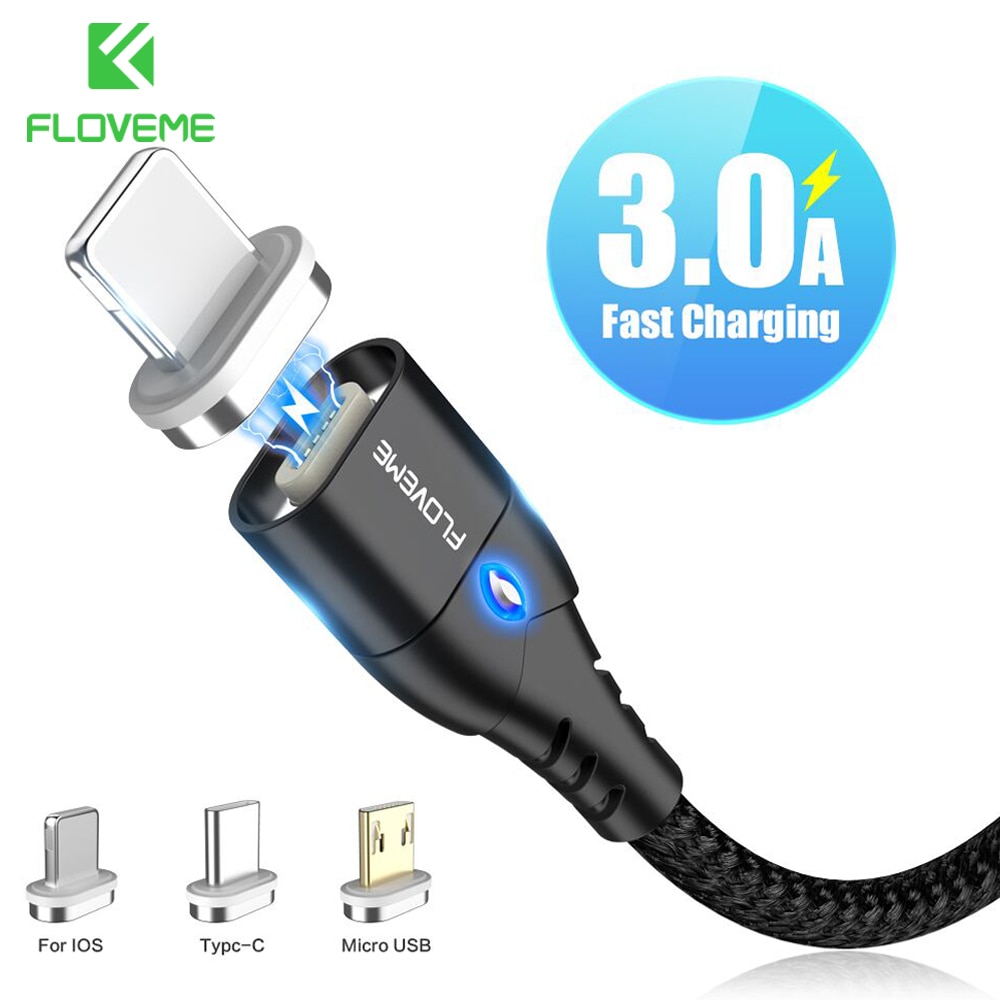 FLOVEME
3.0A
Fast Charging
FLOVEME
For IOS
Typc-C
Micro USB